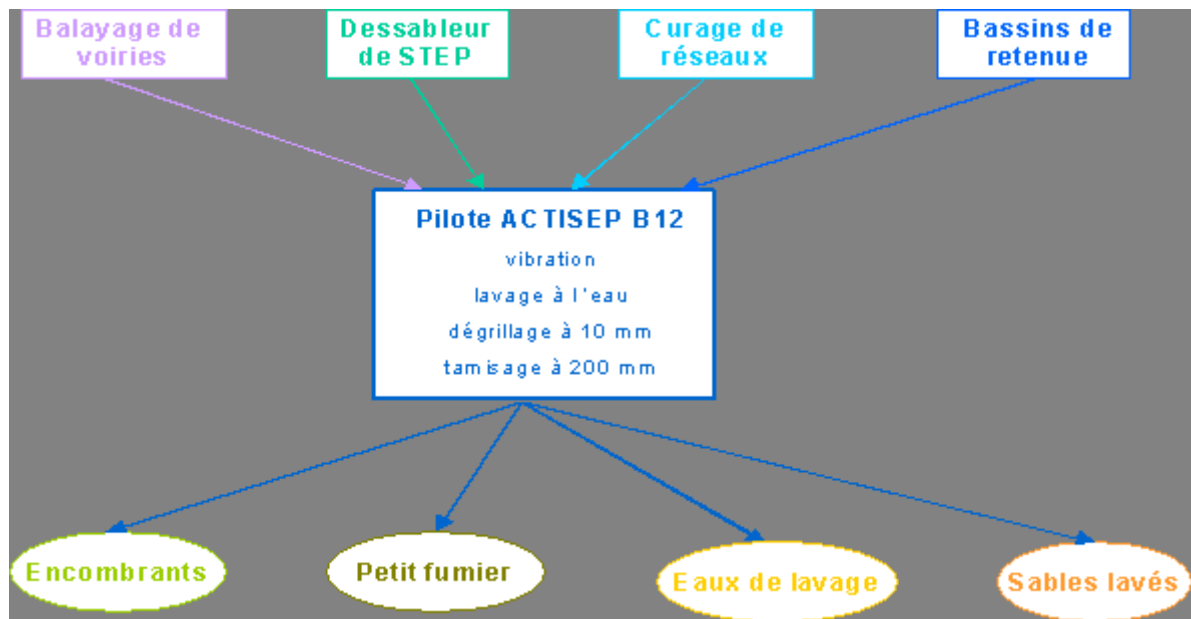 Balayage de
voiries
Dessableur
de STEP
Curage de
réseaux
Bassins de
retenue
Pilote ACTISEP B12
vibration
lavage à l'eau
dégrillage à 10 mm
tamisage à 200 mm
Encombrants
Petit fumier
Eaux de lavage
Sables lavés